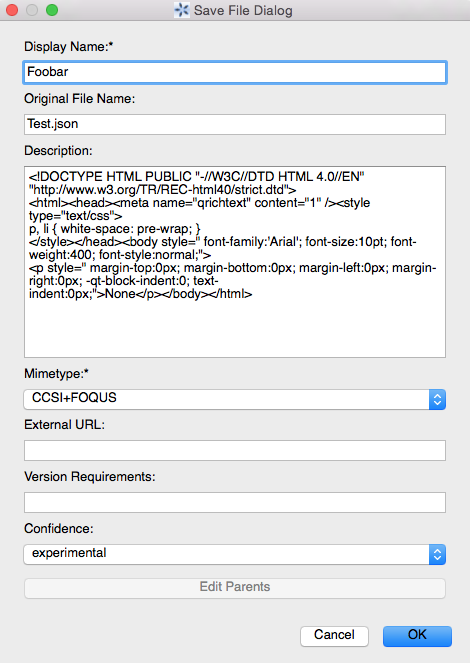 Save File Dialog
Display Name:*
Foobar
Original File Name:
Test.json
Description:
<!DOCTYPE HTML PUBLIC "-//W3C//DTD HTML 4.0//EN"
"http://www.w3.org/TR/REC-html40/strict.dtd">
<html><head><meta name="qrichtext" content="1" /><style
type="text/css">
p, li { white-space: pre-wrap; }
</style></head><body style=" font-family:'Arial'; font-size:10pt; font-
weight:400; font-style:normal;">
<p style=" margin-top:0px; margin-bottom:0px; margin-left:0px; margin-
right:0px; -qt-block-indent:0; text-
indent:0px;">None</p></body></html>
Mimetype:*
CCSI+FOQUS
External URL:
Version Requirements:
Confidence:
experimental
Edit Parents
Cancel OK